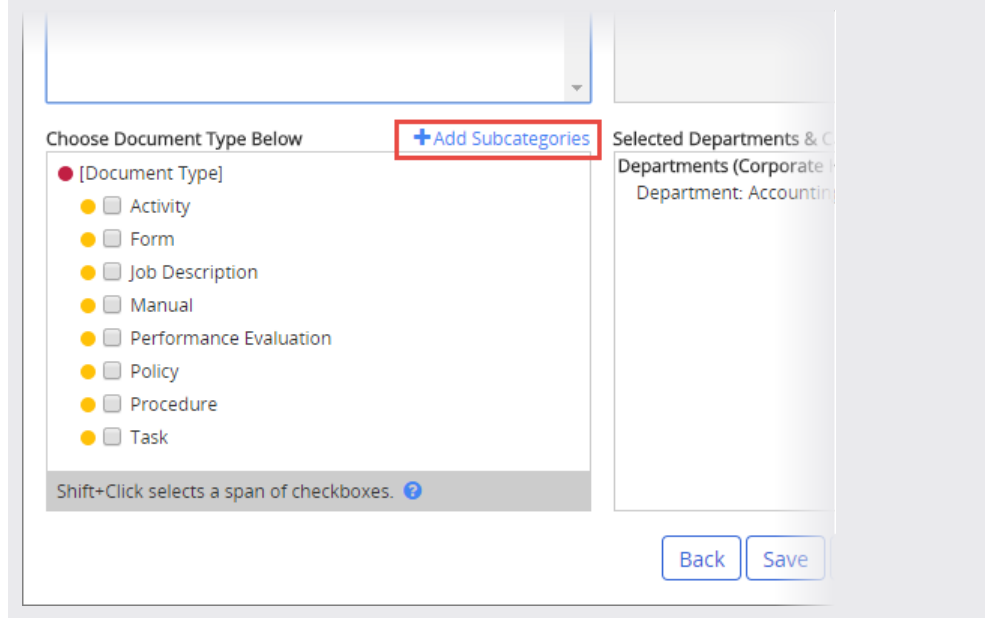 Choose Document Type Below
+Add Subcategories
[Document Type]
Activity
Form
Job Description
Manual
Performance Evaluation
Policy
Procedure
Task
Shift+Click selects a span of checkboxes. ?
Selected Departments &
Departments (Corporate
Department: Accounting
Back
Save